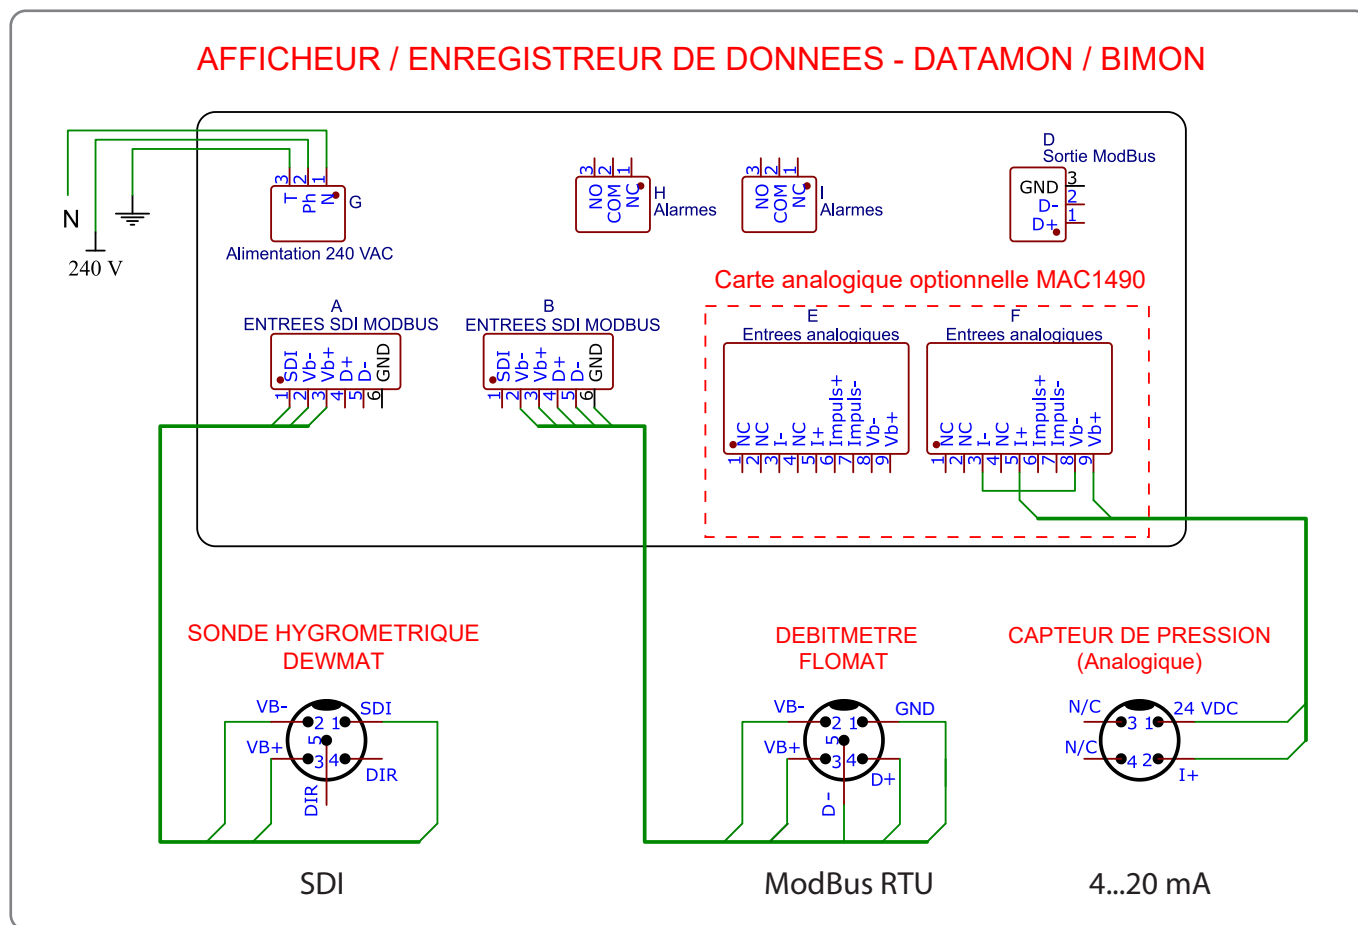 AFFICHEUR / ENREGISTREUR DE DONNEES - DATAMON / BIMON
N
240 V
3 2 1
T Ph N
G
Alimentation 240 VAC
3 2 1
NO COM NC
H
Alarmes
3 2 1
NO COM NC
I
Alarmes
D
Sortie ModBus
GND 3
D- 2
D+ 1
Carte analogique optionnelle MAC1490
A
ENTREES SDI MODBUS
SDI Vb- Vb+ D+ D- GND
1 2 3 4 5 6
B
ENTREES SDI MODBUS
SDI Vb- Vb+ D+ D- GND
1 2 3 4 5 6
E
Entrees analogiques
NC NC I- NC I+ Impuls+ Impuls- Vb- Vb+
1 2 3 4 5 6 7 8 9
F
Entrees analogiques
NC NC I- NC I+ Impuls+ Impuls- Vb- Vb+
1 2 3 4 5 6 7 8 9
SONDE HYGROMETRIQUE
DEWMAT
VB- 2 1 SDI
5
VB+ 3 4 DIR
DIR
SDI
DEBITMETRE
FLOMAT
VB- 2 1 GND
5
VB+ 3 4 D+
D-
ModBus RTU
CAPTEUR DE PRESSION
(Analogique)
N/C 3 1 24 VDC
N/C 4 2 I+
4...20 mA